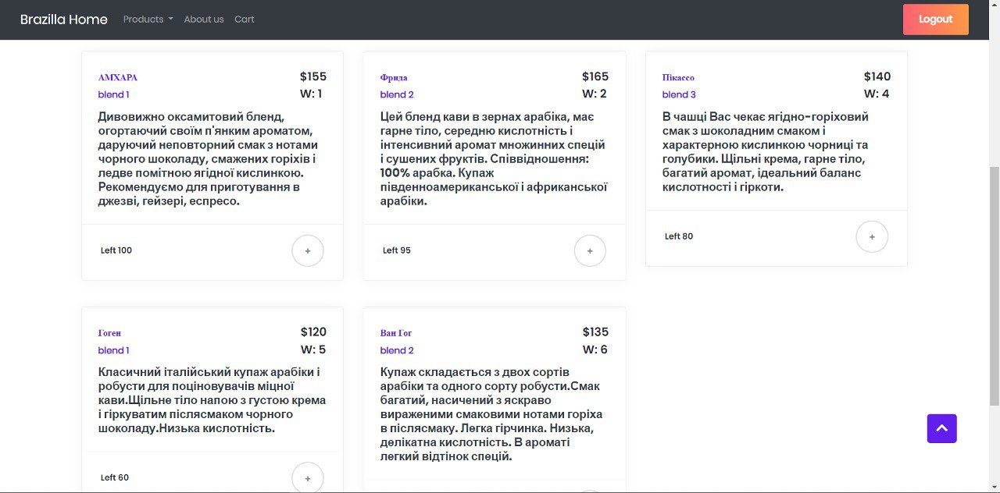 Brazilla Home Products About us Cart Logout
АМХАРА $155
blend 1 W: 1
Дивовижно оксамитовий бленд,
огортаючий своїм п'янким ароматом,
даруючий неповторний смак з нотами
чорного шоколаду, смажених горіхів і
ледве помітною ягідної кислинкою.
Рекомендуємо для приготування в
джезві, гейзері, еспресо.
Left 100 +
Фрида $165
blend 2 W: 2
Цей бленд кави в зернах арабіка, має
гарне тіло, середню кислотність і
інтенсивний аромат множинних спецій
і сушених фруктів. Співвідношення:
100% арабка. Купаж
південноамериканської і африканської
арабіки.
Left 95 +
Пікассо $140
blend 3 W: 4
В чашці Вас чекає ягідно-горіховий
смак з шоколадним смаком і
характерною кислинкою чорниці та
голубики. Щільні крема, гарне тіло,
багатий аромат, ідеальний баланс
кислотності і гіркоти.
Left 80 +
Гоген $120
blend 1 W: 5
Класичний італійський купаж арабіки і
робусти для поціновувачів міцної
кави.Щільне тіло напою з густою крема
і гіркуватим післясмаком чорного
шоколаду.Низька кислотність.
Left 60 +
Ван Гог $135
blend 2 W: 6
Купаж складається з двох сортів
арабіки та одного сорту робусти.Смак
багатий, насичений з яскраво
вираженими смаковими нотами горіха
в післясмаку. Легка гірчинка. Низька,
делікатна кислотність. В ароматі
легкий відтінок спецій.